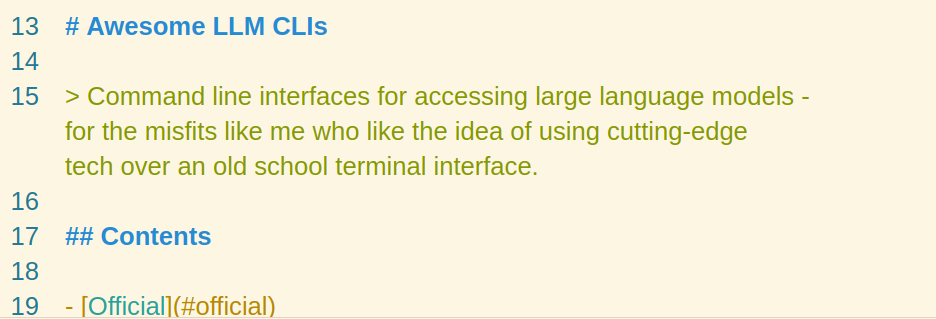 13 # Awesome LLM CLIs
14
15 > Command line interfaces for accessing large language models -
for the misfits like me who like the idea of using cutting-edge
tech over an old school terminal interface.
16
17 ## Contents
18
19 - [Official](#official)